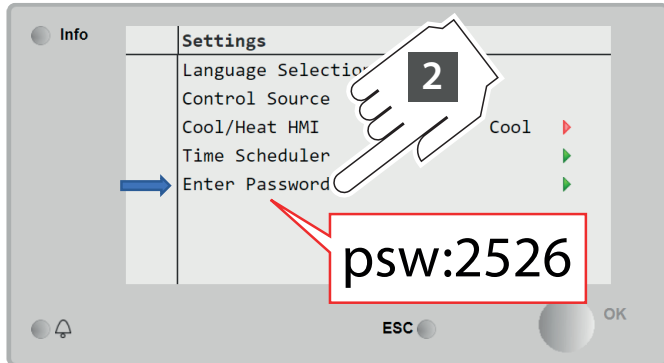 Info
Settings
Language Selection
Control Source
Cool/Heat HMI Cool
Time Scheduler
Enter Password
2
psw:2526
ESC
OK